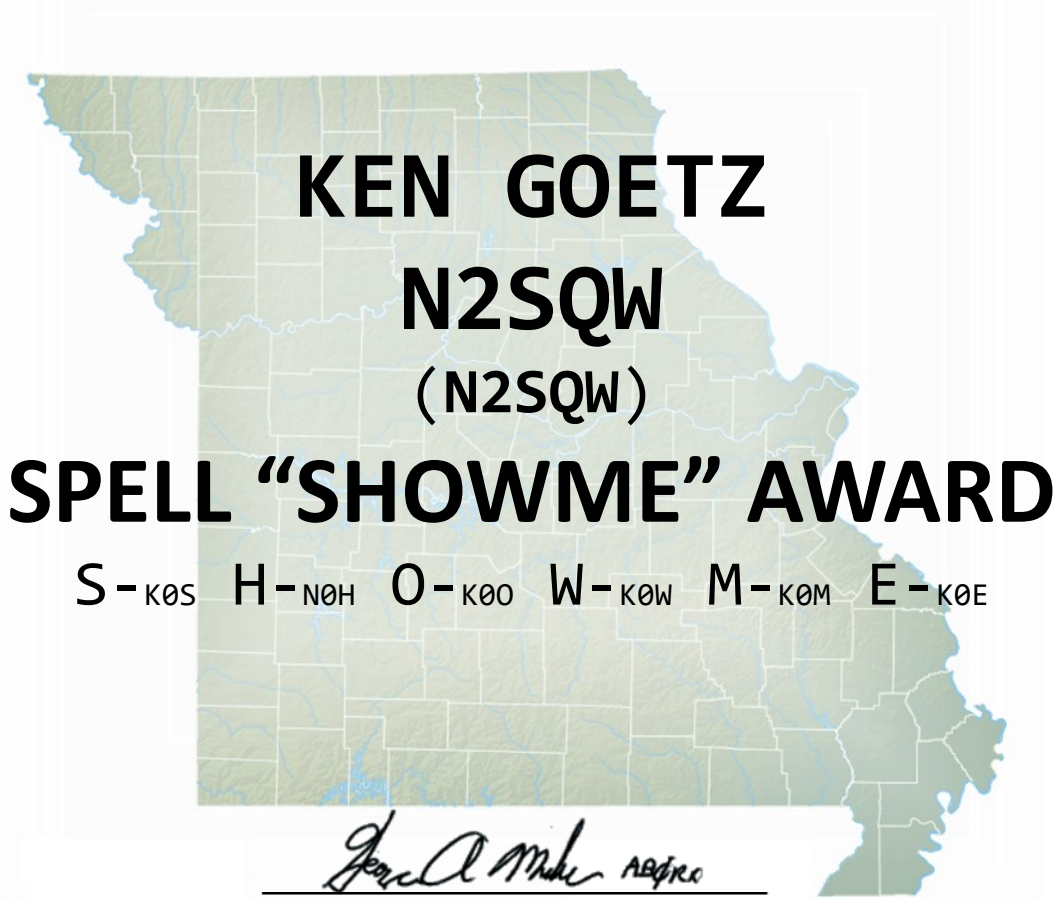 KEN GOETZ
N2SQW
(N2SQW)
SPELL “SHOWME” AWARD
S-K0S H-N0H O-K0O W-K0W M-K0M E-K0E